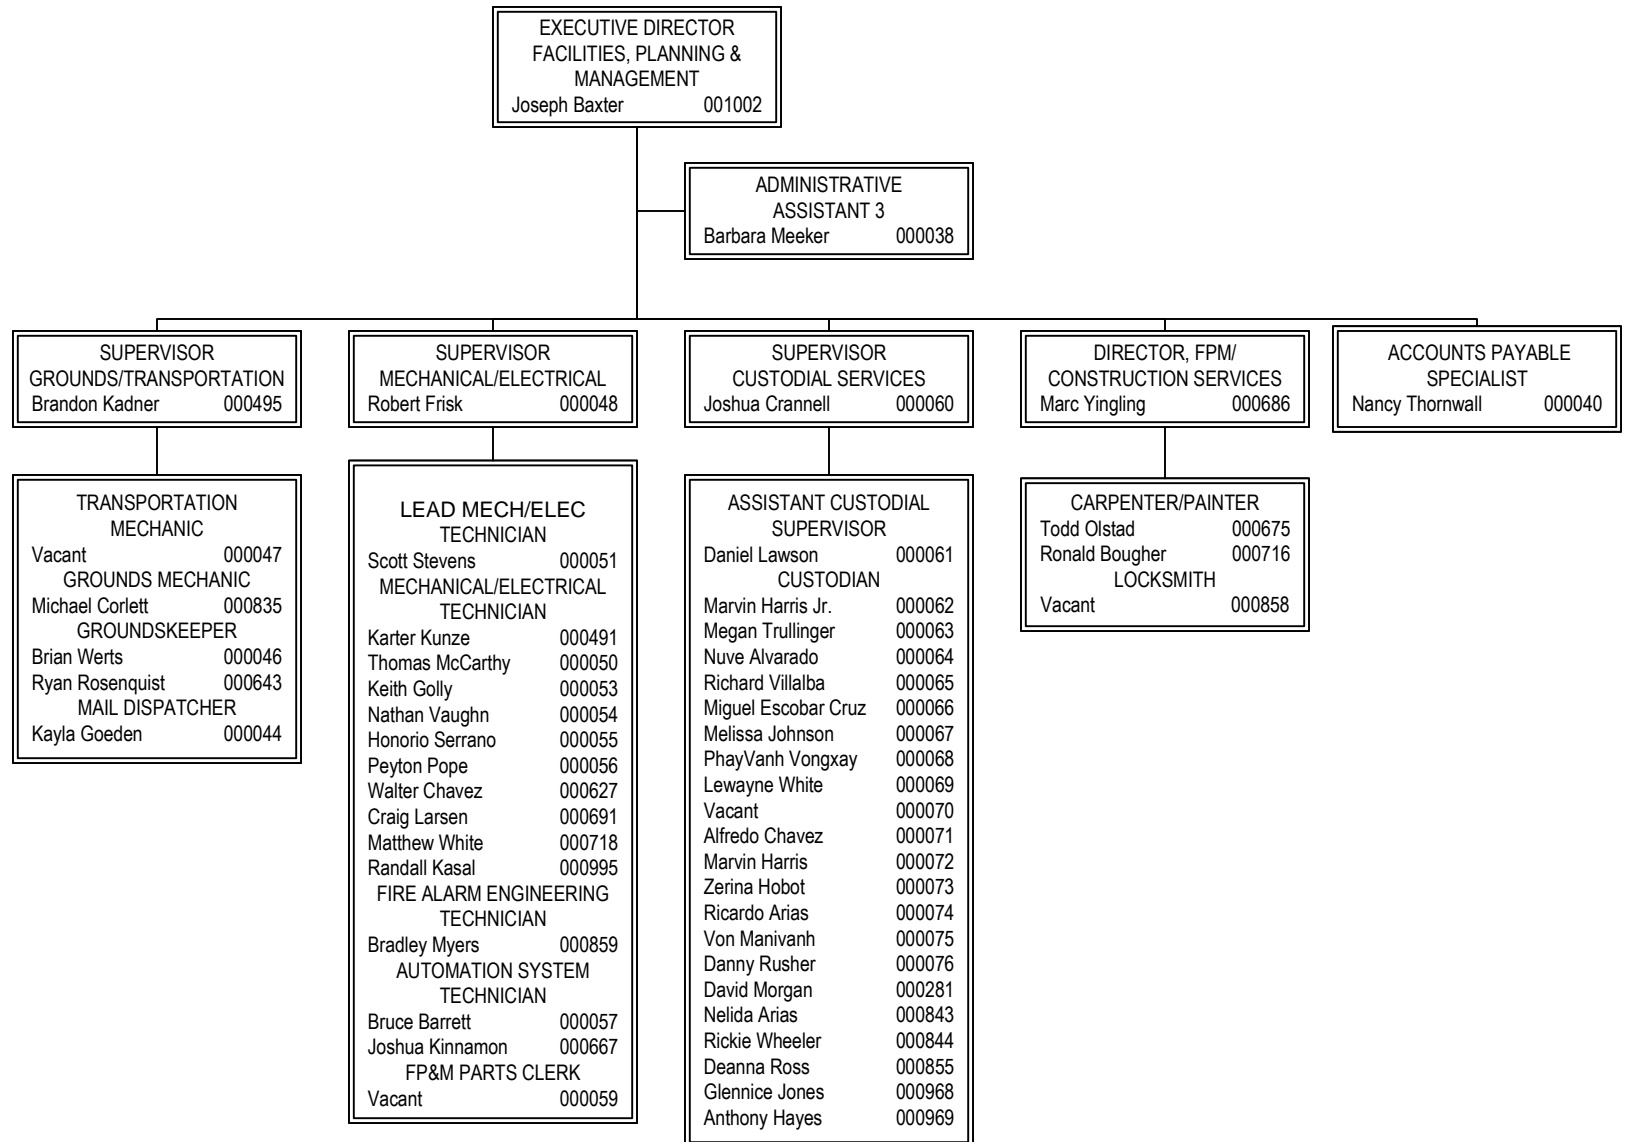 EXECUTIVE DIRECTOR
FACILITIES, PLANNING &
MANAGEMENT
Joseph Baxter 001002
ADMINISTRATIVE
ASSISTANT 3
Barbara Meeker 000038
SUPERVISOR
GROUNDS/TRANSPORTATION
Brandon Kadner 000495
SUPERVISOR
MECHANICAL/ELECTRICAL
Robert Frisk 000048
SUPERVISOR
CUSTODIAL SERVICES
Joshua Crannell 000060
DIRECTOR, FPM/
CONSTRUCTION SERVICES
Marc Yingling 000686
ACCOUNTS PAYABLE
SPECIALIST
Nancy Thornwall 000040
TRANSPORTATION
MECHANIC
Vacant 000047
GROUNDS MECHANIC
Michael Corlett 000835
GROUNDSKEEPER
Brian Werts 000046
Ryan Rosenquist 000643
MAIL DISPATCHER
Kayla Goeden 000044
LEAD MECH/ELEC
TECHNICIAN
Scott Stevens 000051
MECHANICAL/ELECTRICAL
TECHNICIAN
Karter Kunze 000491
Thomas McCarthy 000050
Keith Golly 000053
Nathan Vaughn 000054
Honorio Serrano 000055
Peyton Pope 000056
Walter Chavez 000627
Craig Larsen 000691
Matthew White 000718
Randall Kasal 000995
FIRE ALARM ENGINEERING
TECHNICIAN
Bradley Myers 000859
AUTOMATION SYSTEM
TECHNICIAN
Bruce Barrett 000057
Joshua Kinnamon 000667
FP&M PARTS CLERK
Vacant 000059
ASSISTANT CUSTODIAL
SUPERVISOR
Daniel Lawson 000061
CUSTODIAN
Marvin Harris Jr. 000062
Megan Trullinger 000063
Nuve Alvarado 000064
Richard Villalba 000065
Miguel Escobar Cruz 000066
Melissa Johnson 000067
PhayVanh Vongxay 000068
Lewayne White 000069
Vacant 000070
Alfredo Chavez 000071
Marvin Harris 000072
Zerina Hobot 000073
Ricardo Arias 000074
Von Manivanh 000075
Danny Rusher 000076
David Morgan 000281
Nelida Arias 000843
Rickie Wheeler 000844
Deanna Ross 000855
Glennice Jones 000968
Anthony Hayes 000969
CARPENTER/PAINTER
Todd Olstad 000675
Ronald Bougher 000716
LOCKSMITH
Vacant 000858